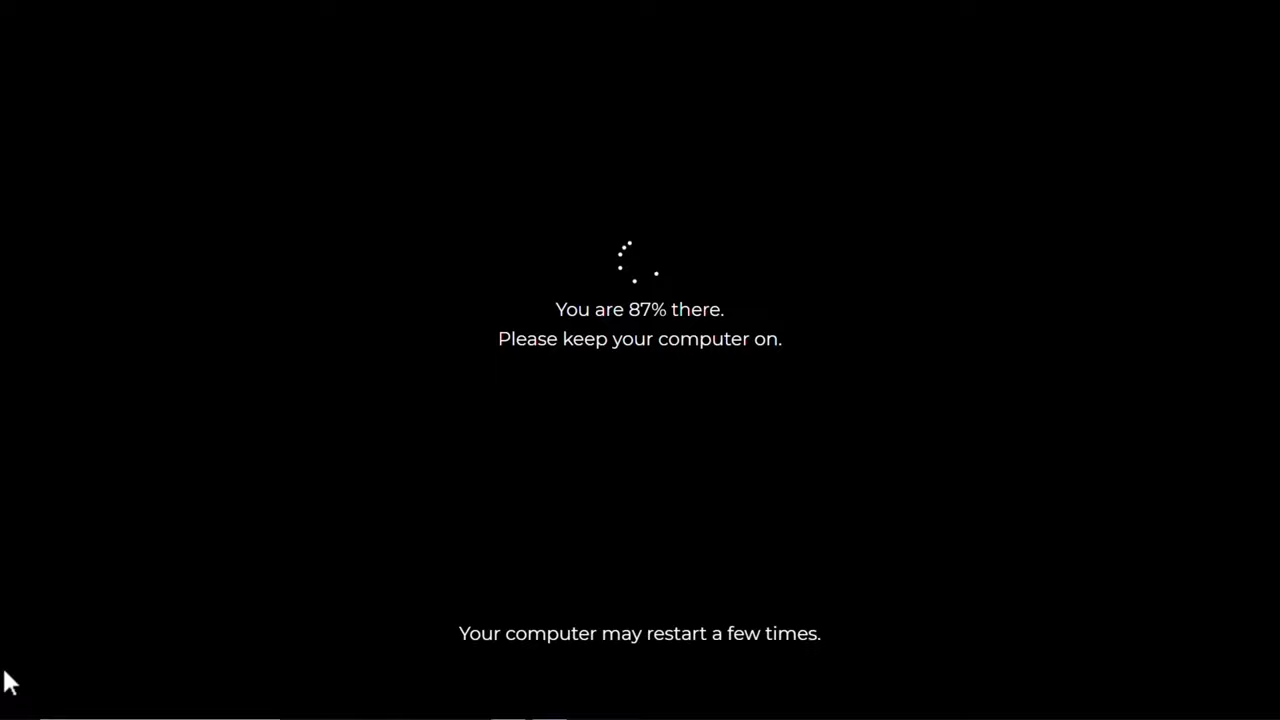 You are 87% there.
Please keep your computer on.
Your computer may restart a few times.